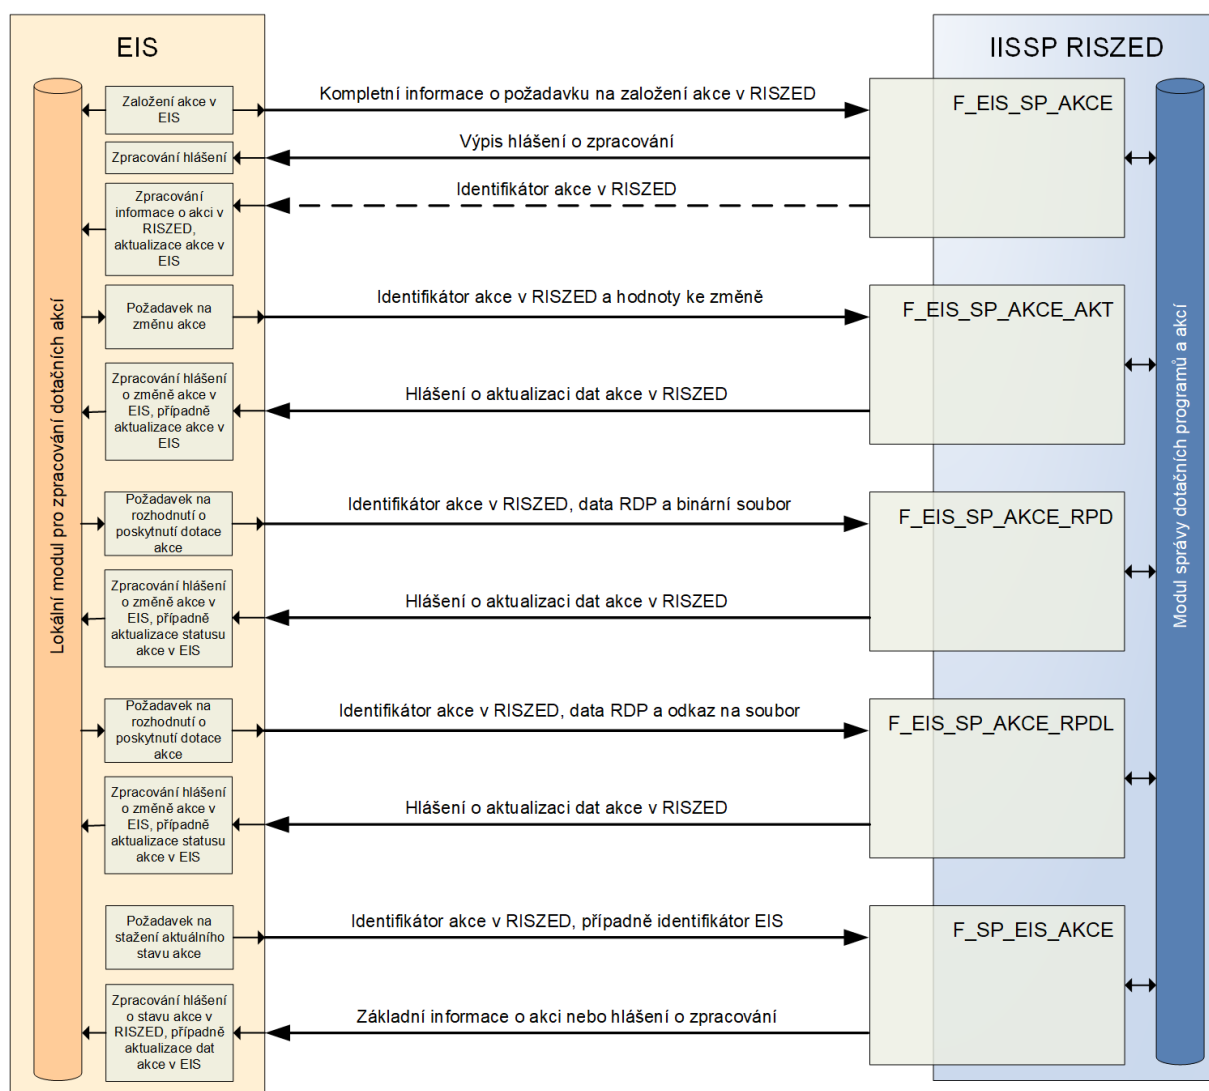 EIS
IISSP RISZED
Lokální modul pro zpracování dotačních akcí
Modul správy dotačních programů a akcí
Založení akce v
EIS
Kompletní informace o požadavku na založení akce v RISZED
F_EIS_SP_AKCE
Zpracování hlášení
Výpis hlášení o zpracování
Zpracování
informace o akci v
RISZED,
aktualizace akce v
EIS
Identifikátor akce v RISZED
Požadavek na
změnu akce
Identifikátor akce v RISZED a hodnoty ke změně
F_EIS_SP_AKCE_AKT
Zpracování hlášení
o změně akce v
EIS, případně
aktualizace akce v
EIS
Hlášení o aktualizaci dat akce v RISZED
Požadavek na
rozhodnutí o
poskytnutí dotace
akce
Identifikátor akce v RISZED, data RDP a binární soubor
F_EIS_SP_AKCE_RPD
Zpracování hlášení
o změně akce v
EIS, případně
aktualizace statusu
akce v EIS
Hlášení o aktualizaci dat akce v RISZED
Požadavek na
rozhodnutí o
poskytnutí dotace
akce
Identifikátor akce v RISZED, data RDP a odkaz na soubor
F_EIS_SP_AKCE_RPDL
Zpracování hlášení
o změně akce v
EIS, případně
aktualizace statusu
akce v EIS
Hlášení o aktualizaci dat akce v RISZED
Požadavek na
stažení aktuálního
stavu akce
Identifikátor akce v RISZED, případně identifikátor EIS
F_SP_EIS_AKCE
Zpracování hlášení
o stavu akce v
RISZED, případně
aktualizace dat
akce v EIS
Základní informace o akci nebo hlášení o zpracování